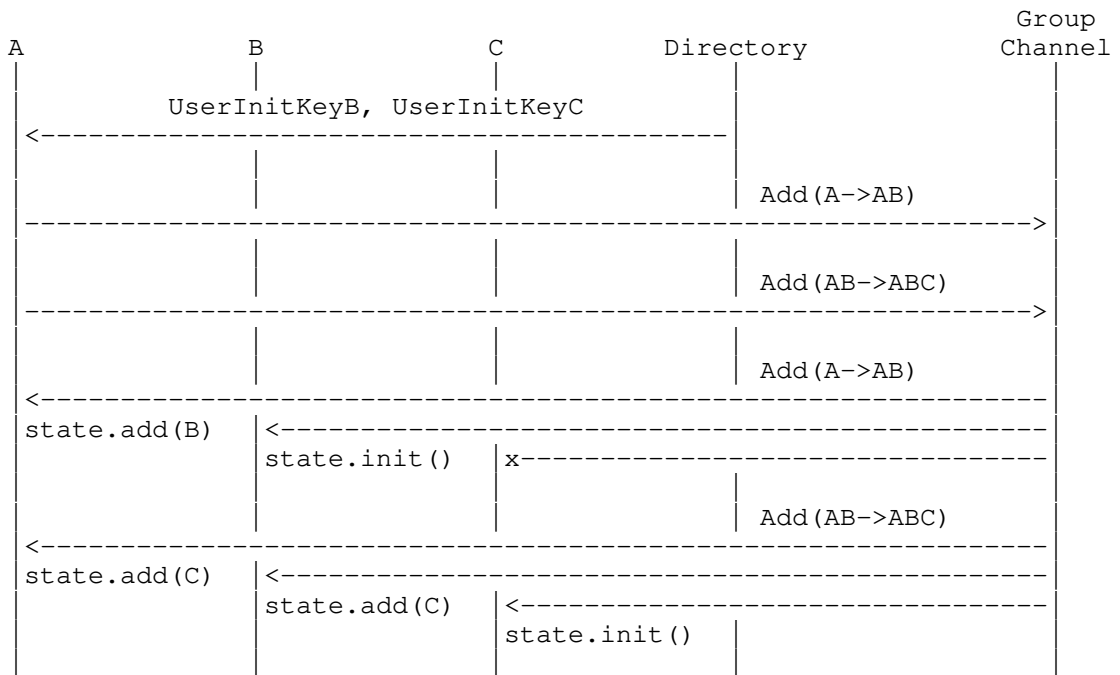 Group
A B C Directory Channel
UserInitKeyB, UserInitKeyC
Add(A->AB)
Add(AB->ABC)
Add(A->AB)
state.add(B)
state.init() x
Add(AB->ABC)
state.add(C)
state.add(C)
state.init()